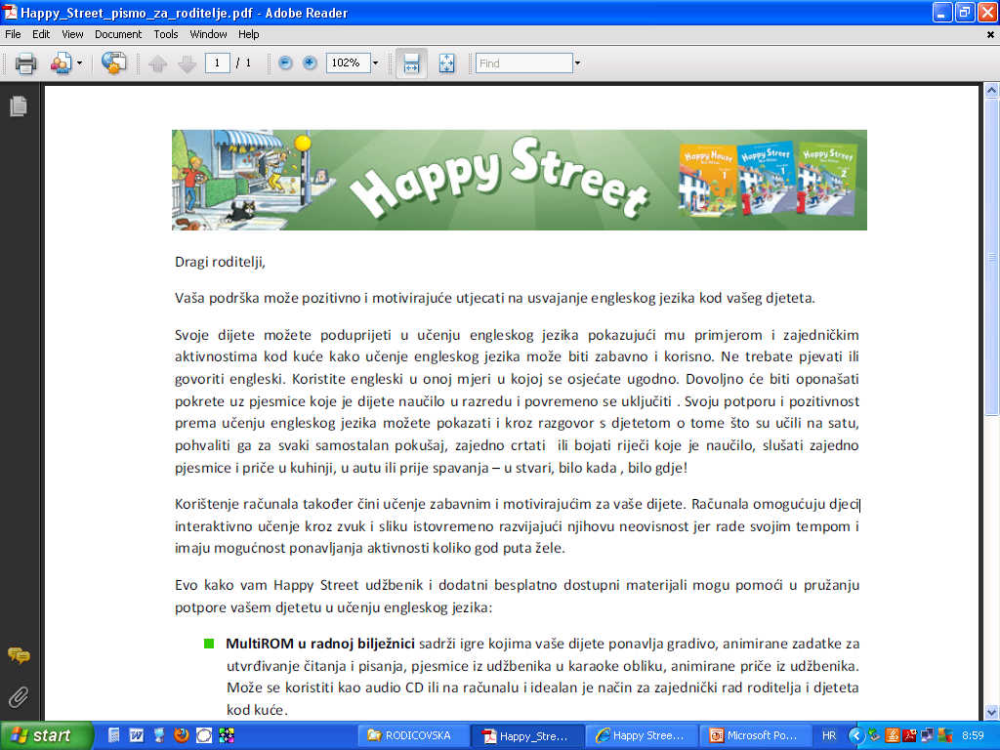 Happy_Street_pismo_za_roditelje.pdf - Adobe Reader
File Edit View Document Tools Window Help
1 / 1 102% Find
Happy Street
Happy House 1
Happy Street 1
Happy Street 2
Dragi roditelji,
Vaša podrška može pozitivno i motivirajuće utjecati na usvajanje engleskog jezika kod vašeg djeteta.
Svoje dijete možete poduprijeti u učenju engleskog jezika pokazujući mu primjerom i zajedničkim
aktivnostima kod kuće kako učenje engleskog jezika može biti zabavno i korisno. Ne trebate pjevati ili
govoriti engleski. Koristite engleski u onoj mjeri u kojoj se osjećate ugodno. Dovoljno će biti oponašati
pokrete uz pjesmice koje je dijete naučilo u razredu i povremeno se uključiti . Svoju potporu i pozitivnost
prema učenju engleskog jezika možete pokazati i kroz razgovor s djetetom o tome što su učili na satu,
pohvaliti ga za svaki samostalan pokušaj, zajedno crtati ili bojati riječi koje je naučilo, slušati zajedno
pjesmice i priče u kuhinji, u autu ili prije spavanja – u stvari, bilo kada , bilo gdje!
Korištenje računala također čini učenje zabavnim i motivirajućim za vaše dijete. Računala omogućuju djeci
interaktivno učenje kroz zvuk i sliku istovremeno razvijajući njihovu neovisnost jer rade svojim tempom i
imaju mogućnost ponavljanja aktivnosti koliko god puta žele.
Evo kako vam Happy Street udžbenik i dodatni besplatno dostupni materijali mogu pomoći u pružanju
potpore vašem djetetu u učenju engleskog jezika:
MultiROM u radnoj bilježnici sadrži igre kojima vaše dijete ponavlja gradivo, animirane zadatke za
utvrđivanje čitanja i pisanja, pjesmice iz udžbenika u karaoke obliku, animirane priče iz udžbenika.
Može se koristiti kao audio CD ili na računalu i idealan je način za zajednički rad roditelja i djeteta
kod kuće.
start RODICOVSKA Happy_Stre... Happy Stree... Microsoft Po... HR 8:59